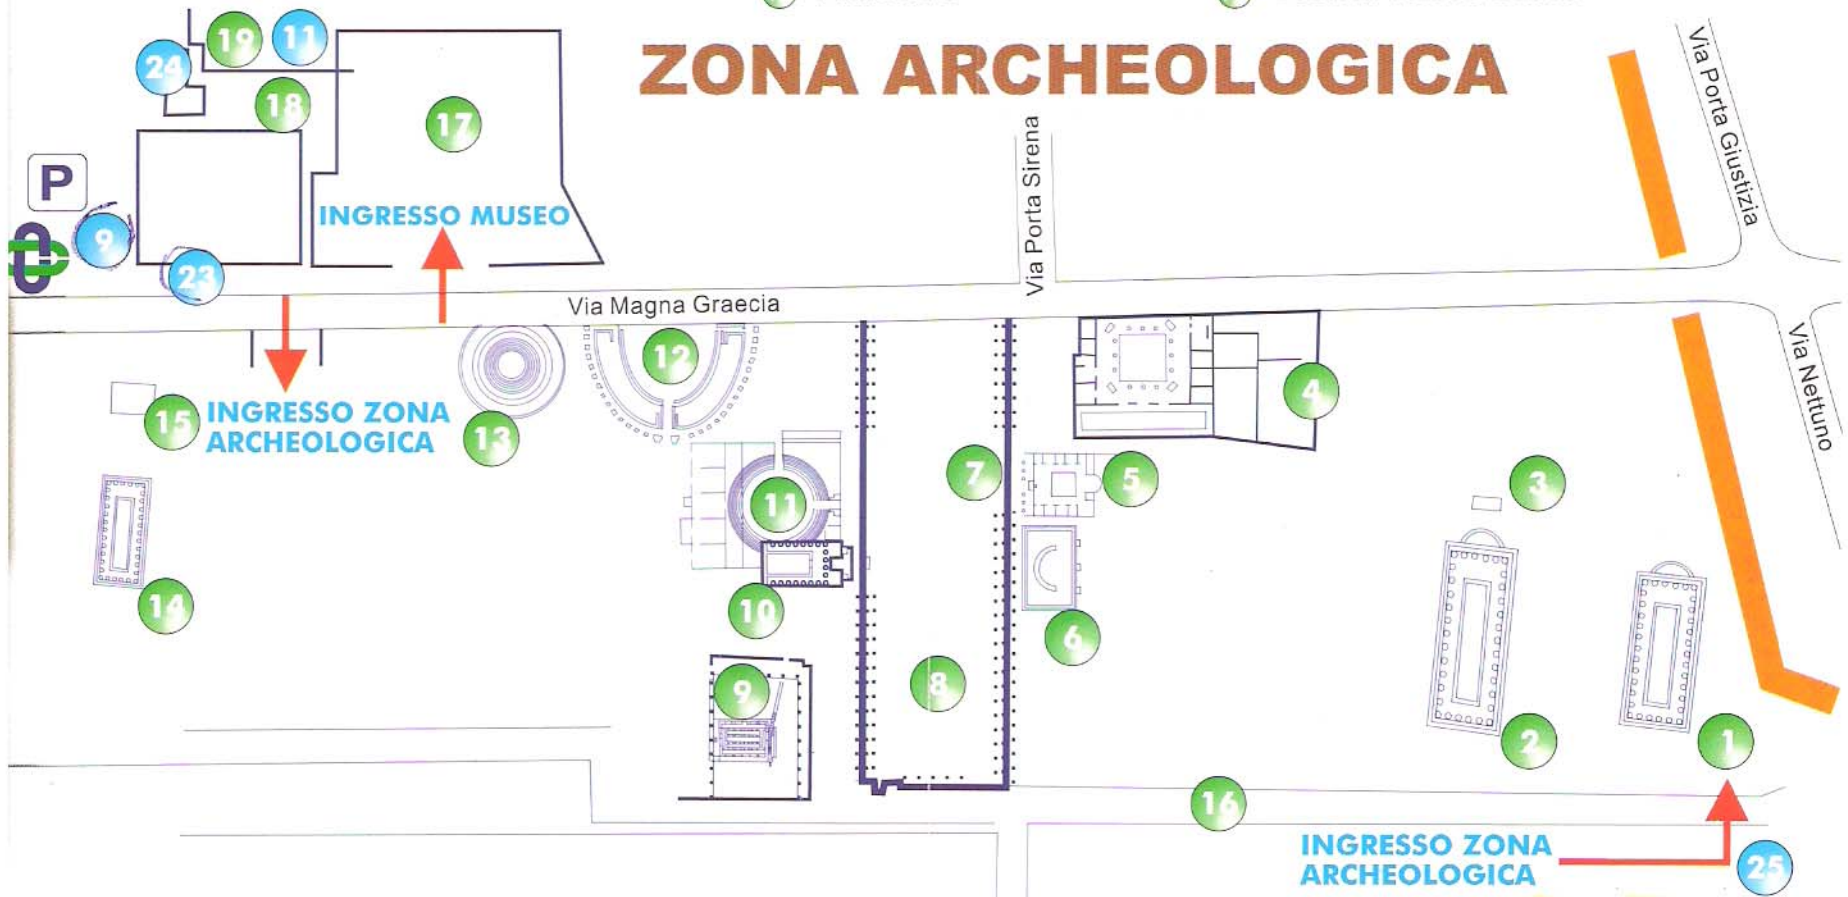 ZONA ARCHEOLOGICA
19
11
24
18
17
P
9
23
INGRESSO MUSEO
Via Magna Graecia
Via Porta Sirena
Via Porta Giustizia
Via Nettuno
15
INGRESSO ZONA
ARCHEOLOGICA
13
12
11
14
10
9
7
8
4
5
6
3
2
1
16
INGRESSO ZONA
ARCHEOLOGICA
25